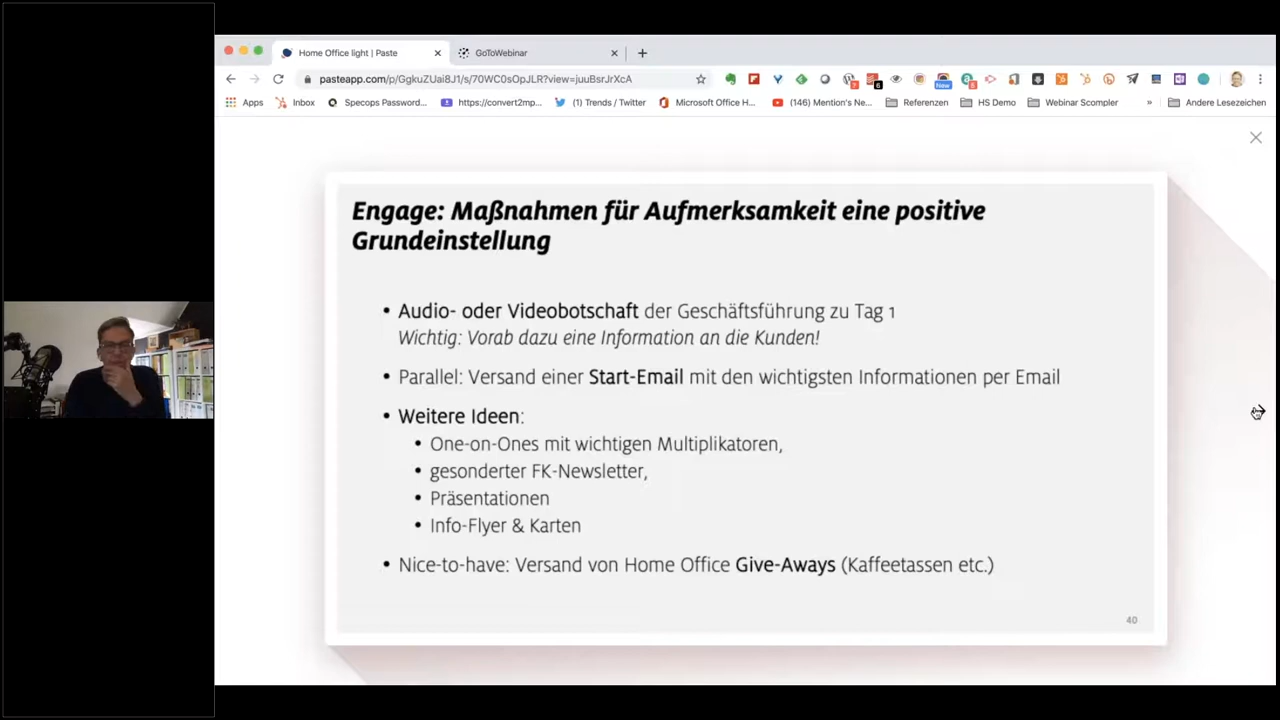 Home Office light | Paste
GoToWebinar
pasteapp.com/p/GgkuZUai8J1/s/70WC0sOpJLR?view=juuBsrJrXcA
Apps
Inbox
Specops Password...
https://convert2mp...
(1) Trends / Twitter
Microsoft Office H...
(146) Mention's Ne...
Referenzen
HS Demo
Webinar Scompler
»
Andere Lesezeichen
New
6
Engage: Maßnahmen für Aufmerksamkeit eine positive
Grundeinstellung
• Audio- oder Videobotschaft der Geschäftsführung zu Tag 1
Wichtig: Vorab dazu eine Information an die Kunden!
• Parallel: Versand einer Start-Email mit den wichtigsten Informationen per Email
• Weitere Ideen:
• One-on-Ones mit wichtigen Multiplikatoren,
• gesonderter FK-Newsletter,
• Präsentationen
• Info-Flyer & Karten
• Nice-to-have: Versand von Home Office Give-Aways (Kaffeetassen etc.)
40